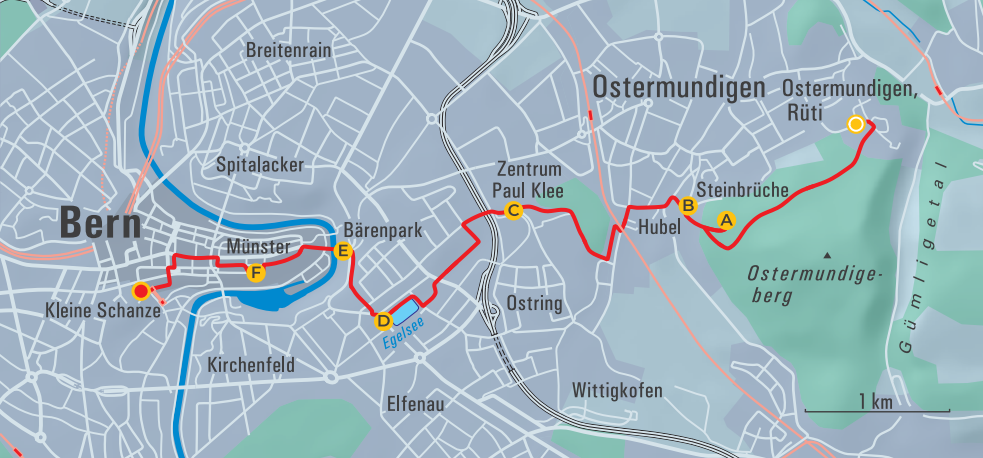 Breitenrain
Ostermundigen
Ostermundigen,
Rüti
Spitalacker
Zentrum
Paul Klee
C
Steinbrüche
B
A
Hubel
Bern
Münster
Bärenpark
E
F
Kleine Schanze
D
Egelsee
Ostring
Ostermundige-
berg
Gümligetal
Kirchenfeld
Elfenau
Wittigkofen
1 km